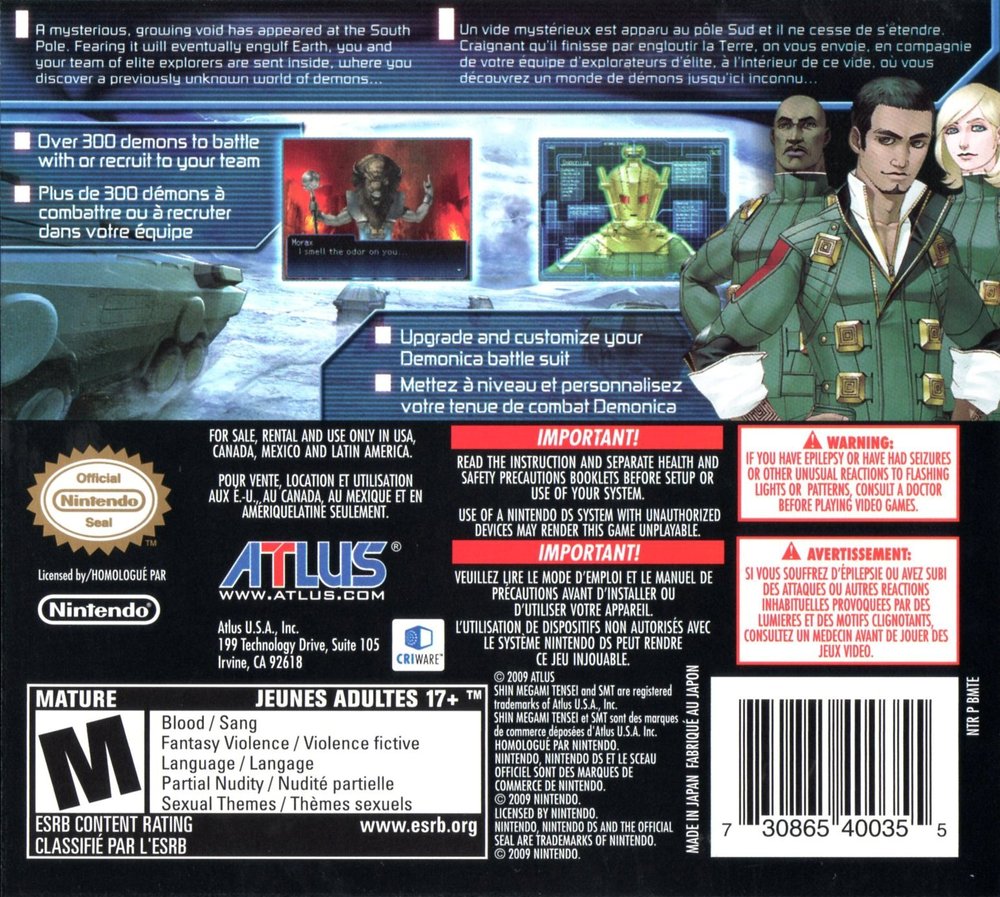 A mysterious, growing void has appeared at the South
Pole. Fearing it will eventually engulf Earth, you and
your team of elite explorers are sent inside, where you
discover a previously unknown world of demons...
Un vide mystérieux est apparu au pôle Sud et il ne cesse de s'étendre.
Craignant qu'il finisse par engloutir la Terre, on vous envoie, en compagnie
de votre équipe d'explorateurs d'élite, à l'intérieur de ce vide, où vous
découvrez un monde de démons jusqu'ici inconnu...
Over 300 demons to battle
with or recruit to your team
Plus de 300 démons à
combattre ou à recruter
dans votre équipe
Morax
I smell the odor on you...
Demonica
Upgrade and customize your
Demonica battle suit
Mettez à niveau et personnalisez
votre tenue de combat Demonica
Official
Nintendo
Seal
TM
Licensed by/HOMOLOGUÉ PAR
Nintendo®
FOR SALE, RENTAL AND USE ONLY IN USA,
CANADA, MEXICO AND LATIN AMERICA.
POUR VENTE, LOCATION ET UTILISATION
AUX É.-U., AU CANADA, AU MEXIQUE ET EN
AMÉRIQUELATINE SEULEMENT.
ATLUS®
WWW.ATLUS.COM
Atlus U.S.A., Inc.
199 Technology Drive, Suite 105
Irvine, CA 92618
CRIWARE™
IMPORTANT!
READ THE INSTRUCTION AND SEPARATE HEALTH AND
SAFETY PRECAUTIONS BOOKLETS BEFORE SETUP OR
USE OF YOUR SYSTEM.
USE OF A NINTENDO DS SYSTEM WITH UNAUTHORIZED
DEVICES MAY RENDER THIS GAME UNPLAYABLE.
IMPORTANT!
VEUILLEZ LIRE LE MODE D'EMPLOI ET LE MANUEL DE
PRÉCAUTIONS AVANT D'INSTALLER OU
D'UTILISER VOTRE APPAREIL.
L'UTILISATION DE DISPOSITIFS NON AUTORISÉS AVEC
LE SYSTÈME NINTENDO DS PEUT RENDRE
CE JEU INJOUABLE.
WARNING:
IF YOU HAVE EPILEPSY OR HAVE HAD SEIZURES
OR OTHER UNUSUAL REACTIONS TO FLASHING
LIGHTS OR PATTERNS, CONSULT A DOCTOR
BEFORE PLAYING VIDEO GAMES.
AVERTISSEMENT:
SI VOUS SOUFFREZ D'ÉPILEPSIE OU AVEZ SUBI
DES ATTAQUES OU AUTRES RÉACTIONS
INHABITUELLES PROVOQUEES PAR DES
LUMIERES ET DES MOTIFS CLIGNOTANTS,
CONSULTEZ UN MEDECIN AVANT DE JOUER DES
JEUX VIDEO.
MATURE
JEUNES ADULTES 17+ ™
M
Blood / Sang
Fantasy Violence / Violence fictive
Language / Langage
Partial Nudity / Nudité partielle
Sexual Themes / Thèmes sexuels
ESRB CONTENT RATING
www.esrb.org
CLASSIFIÉ PAR L'ESRB
© 2009 ATLUS
SHIN MEGAMI TENSEI and SMT are registered
trademarks of Atlus U.S.A., Inc.
SHIN MEGAMI TENSEI et SMT sont des marques
de commerce déposées d'Atlus U.S.A. Inc.
HOMOLOGUÉ PAR NINTENDO.
NINTENDO, NINTENDO DS ET LE SCEAU
OFFICIEL SONT DES MARQUES DE
COMMERCE DE NINTENDO.
© 2009 NINTENDO.
LICENSED BY NINTENDO.
NINTENDO, NINTENDO DS AND THE OFFICIAL
SEAL ARE TRADEMARKS OF NINTENDO.
© 2009 NINTENDO.
MADE IN JAPAN FABRIQUÉ AU JAPON
7 30865 40035 5
NTR P BMTE